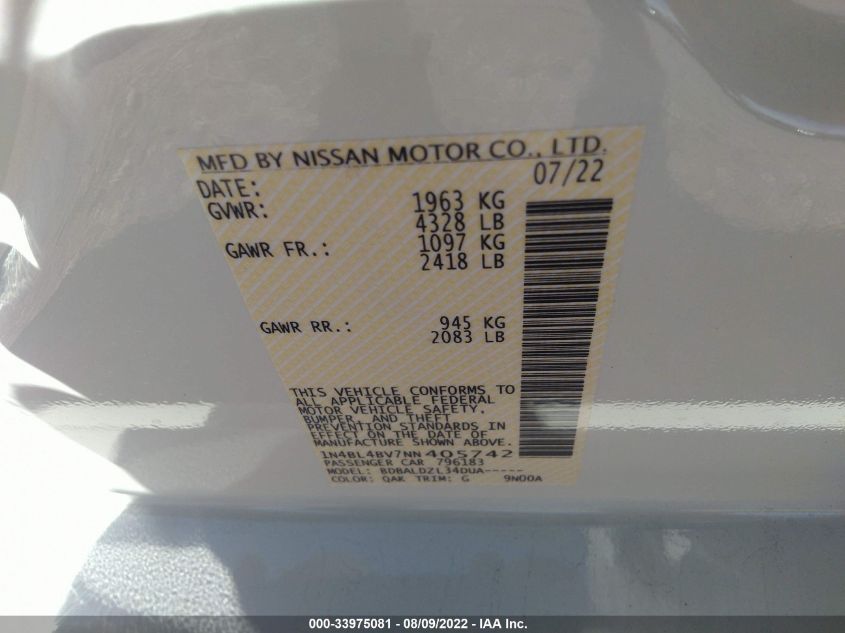 MFD BY NISSAN MOTOR CO., LTD.
DATE: 07/22
GVWR: 1963 KG
4328 LB
GAWR FR.: 1097 KG
2418 LB
GAWR RR.: 945 KG
2083 LB
THIS VEHICLE CONFORMS TO
ALL APPLICABLE FEDERAL
MOTOR VEHICLE SAFETY,
BUMPER, AND THEFT
PREVENTION STANDARDS IN
EFFECT ON THE DATE OF
MANUFACTURE SHOWN ABOVE.
1N4BL4BV7NN405742
PASSENGER CAR 796183
MODEL: BDBALDZL34DUA-----
COLOR: QAK TRIM: G 9N00A
000-33975081 - 08/09/2022 - IAA Inc.